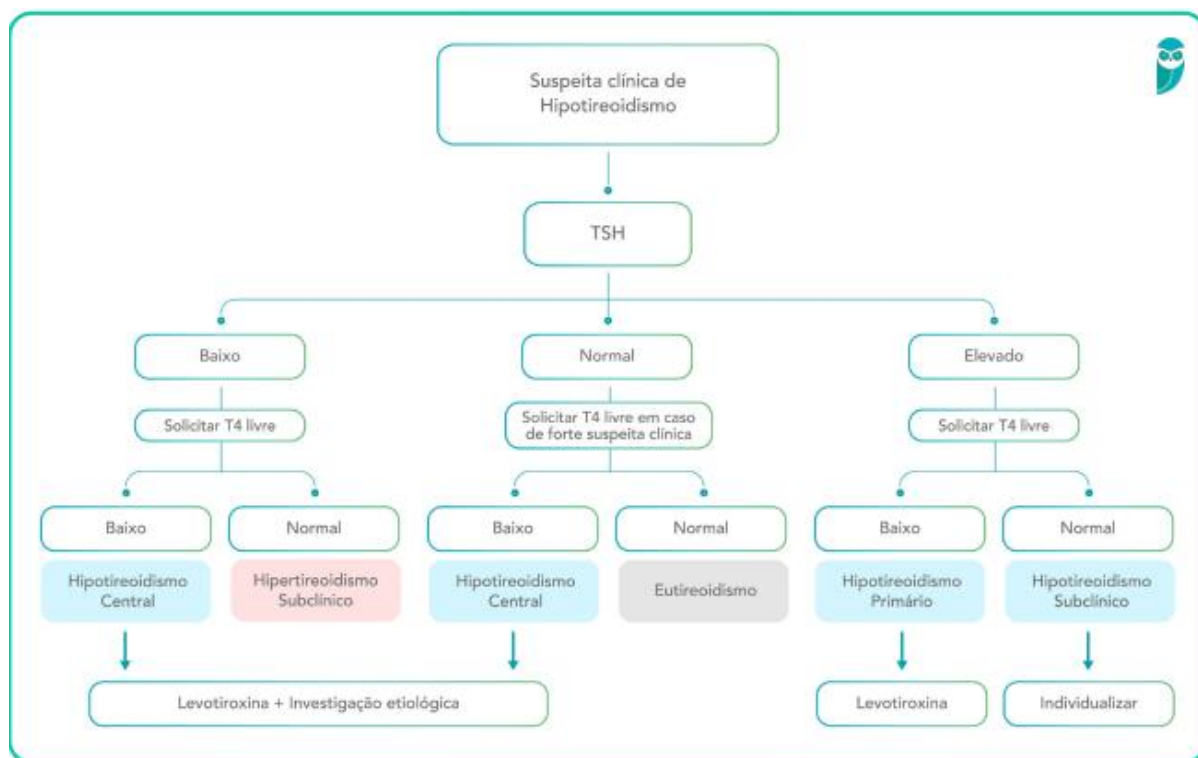 Suspeita clínica de
Hipotireoidismo
TSH
Baixo
Normal
Elevado
Solicitar T4 livre
Solicitar T4 livre em caso
de forte suspeita clínica
Solicitar T4 livre
Baixo
Normal
Baixo
Normal
Baixo
Normal
Hipotireoidismo
Central
Hipertireoidismo
Subclínico
Hipotireoidismo
Central
Eutireoidismo
Hipotireoidismo
Primário
Hipotireoidismo
Subclínico
Levotiroxina + Investigação etiológica
Levotiroxina
Individualizar